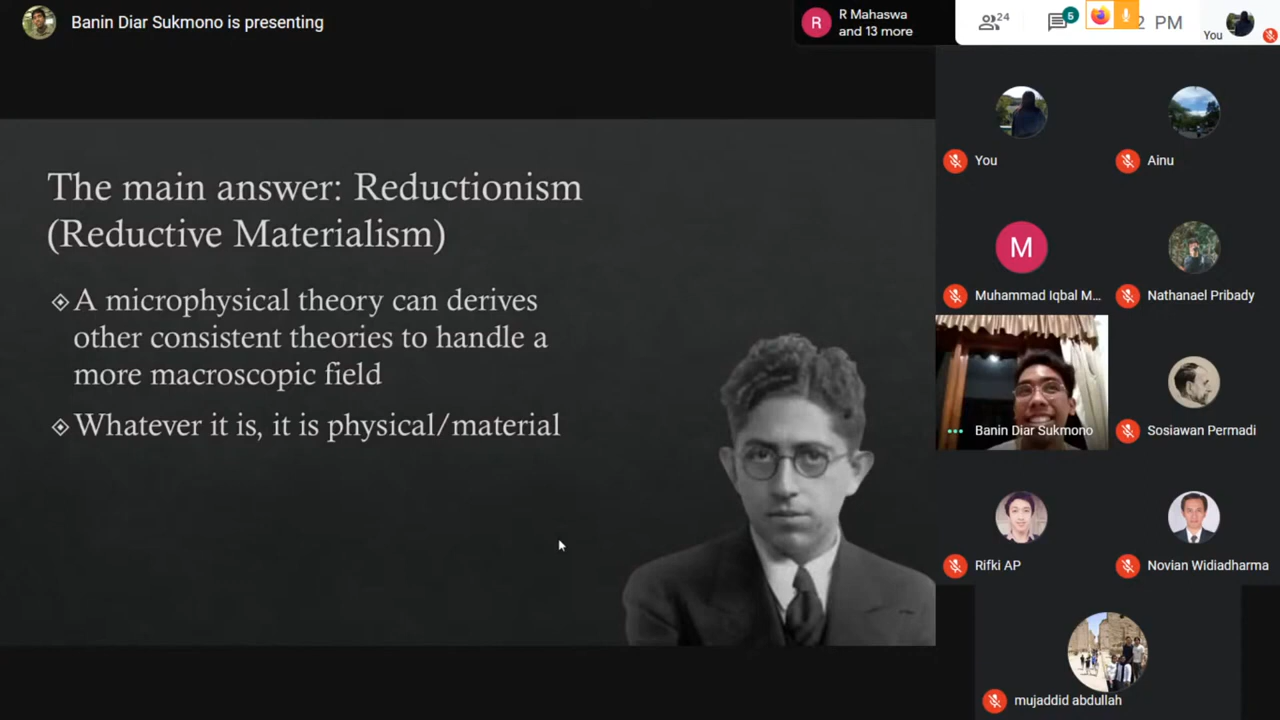 Banin Diar Sukmono is presenting
R
R Mahaswa
and 13 more
24
5
2 PM
You
The main answer: Reductionism
(Reductive Materialism)
A microphysical theory can derives
other consistent theories to handle a
more macroscopic field
Whatever it is, it is physical/material
You
Ainu
M
Muhammad Iqbal M...
Nathanael Pribady
Banin Diar Sukmono
Sosiawan Permadi
Rifki AP
Novian Widiadharma
mujaddid abdullah